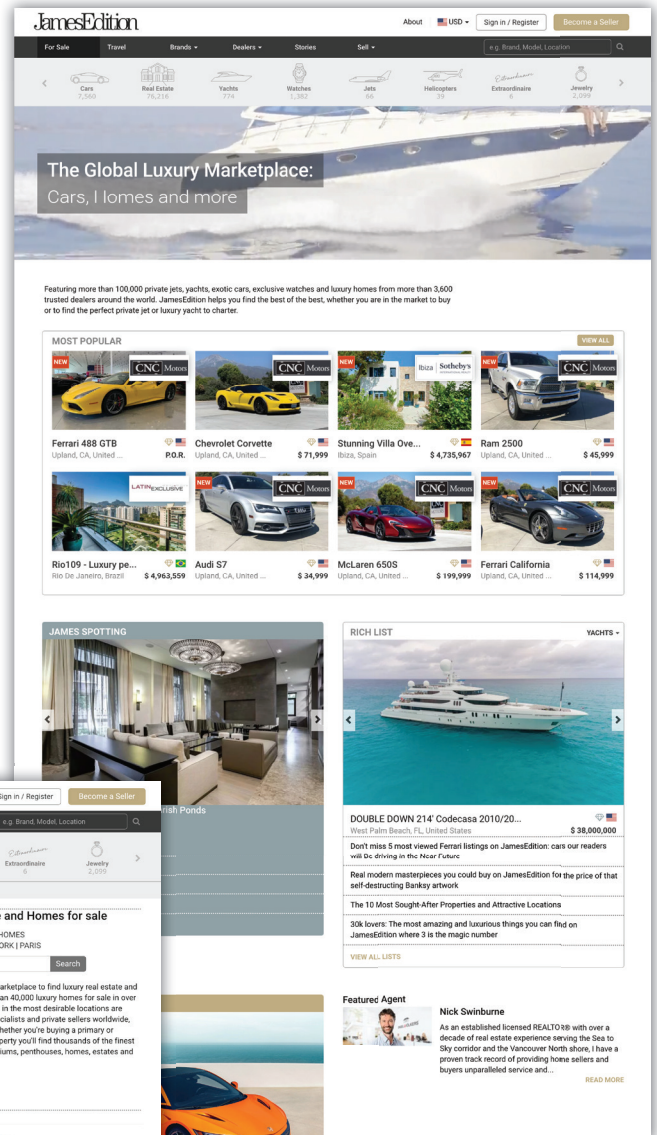 JamesEdition
About
USD
Sign in / Register
Become a Seller
For Sale
Travel
Brands
Dealers
Stories
Sell
e.g. Brand, Model, Location
Cars
7,560
Real Estate
76,216
Yachts
774
Watches
1,382
Jets
66
Helicopters
39
Extraordinaire
Extraordinaire
6
Jewelry
2,099
The Global Luxury Marketplace:
Cars, Homes and more
Featuring more than 100,000 private jets, yachts, exotic cars, exclusive watches and luxury homes from more than 3,600
trusted dealers around the world. JamesEdition helps you find the best of the best, whether you are in the market to buy
or to find the perfect private jet or luxury yacht to charter.
MOST POPULAR
VIEW ALL
NEW
CNC Motors
CNC Motors
NEW
Ibiza Sotheby's
NEW
CNC Motors
Ferrari 488 GTB
Upland, CA, United ...
P.O.R.
Chevrolet Corvette
Upland, CA, United ...
$ 71,999
Stunning Villa Ove...
Ibiza, Spain
$ 4,735,967
Ram 2500
Upland, CA, United ...
$ 45,999
LATIN EXCLUSIVE
NEW
CNC Motors
NEW
CNC Motors
NEW
CNC Motors
Rio109 - Luxury pe...
Rio De Janeiro, Brazil
$ 4,963,559
Audi S7
Upland, CA, United ...
$ 34,999
McLaren 650S
Upland, CA, United ...
$ 199,999
Ferrari California
Upland, CA, United ...
$ 114,999
JAMES SPOTTING
rish Ponds
RICH LIST
YACHTS
DOUBLE DOWN 214' Codecasa 2010/20...
West Palm Beach, FL, United States
$ 38,000,000
Don't miss 5 most viewed Ferrari listings on JamesEdition: cars our readers
will Be driving in the Near Future
Real modern masterpieces you could buy on JamesEdition for the price of that
self-destructing Banksy artwork
The 10 Most Sought-After Properties and Attractive Locations
30k lovers: The most amazing and luxurious things you can find on
JamesEdition where 3 is the magic number
VIEW ALL LISTS
Sign in / Register
Become a Seller
e.g. Brand, Model, Location
Extraordinaire
Extraordinaire
6
Jewelry
2,099
e and Homes for sale
HOMES
ORK | PARIS
Search
arketplace to find luxury real estate and
an 40,000 luxury homes for sale in over
in the most desirable locations are
cialists and private sellers worldwide,
hether you're buying a primary or
perty you'll find thousands of the finest
iums, penthouses, homes, estates and
Featured Agent
Nick Swinburne
As an established licensed REALTOR® with over a
decade of real estate experience serving the Sea to
Sky corridor and the Vancouver North shore, I have a
proven track record of providing home sellers and
buyers unparalleled service and...
READ MORE